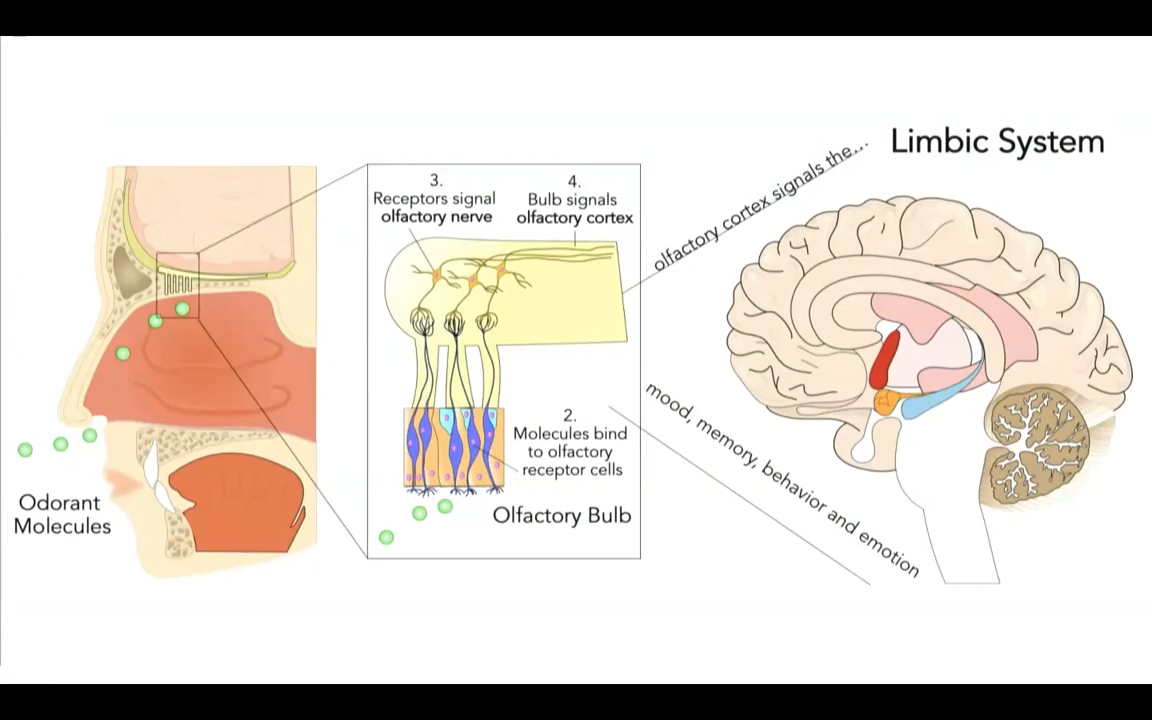 Odorant
Molecules
3.
Receptors signal
olfactory nerve
4.
Bulb signals
olfactory cortex
2.
Molecules bind
to olfactory
receptor cells
Olfactory Bulb
olfactory cortex signals the...
Limbic System
mood, memory, behavior and emotion